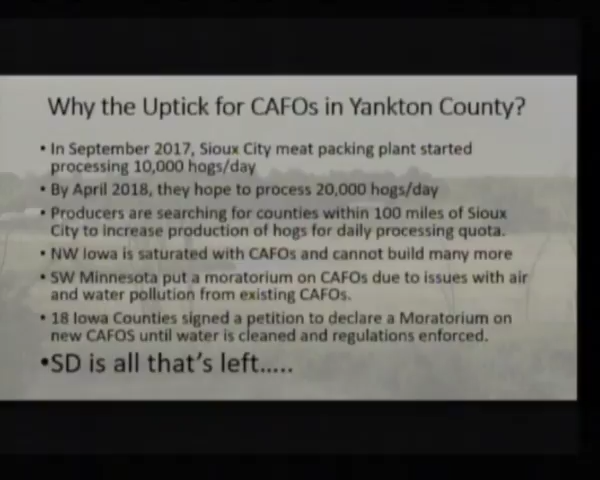 Why the Uptick for CAFOs in Yankton County?
• In September 2017, Sioux City meat packing plant started
processing 10,000 hogs/day
• By April 2018, they hope to process 20,000 hogs/day
• Producers are searching for counties within 100 miles of Sioux
City to increase production of hogs for daily processing quota.
• NW Iowa is saturated with CAFOs and cannot build many more
• SW Minnesota put a moratorium on CAFOs due to issues with air
and water pollution from existing CAFOs.
• 18 Iowa Counties signed a petition to declare a Moratorium on
new CAFOS until water is cleaned and regulations enforced.
•SD is all that's left…..